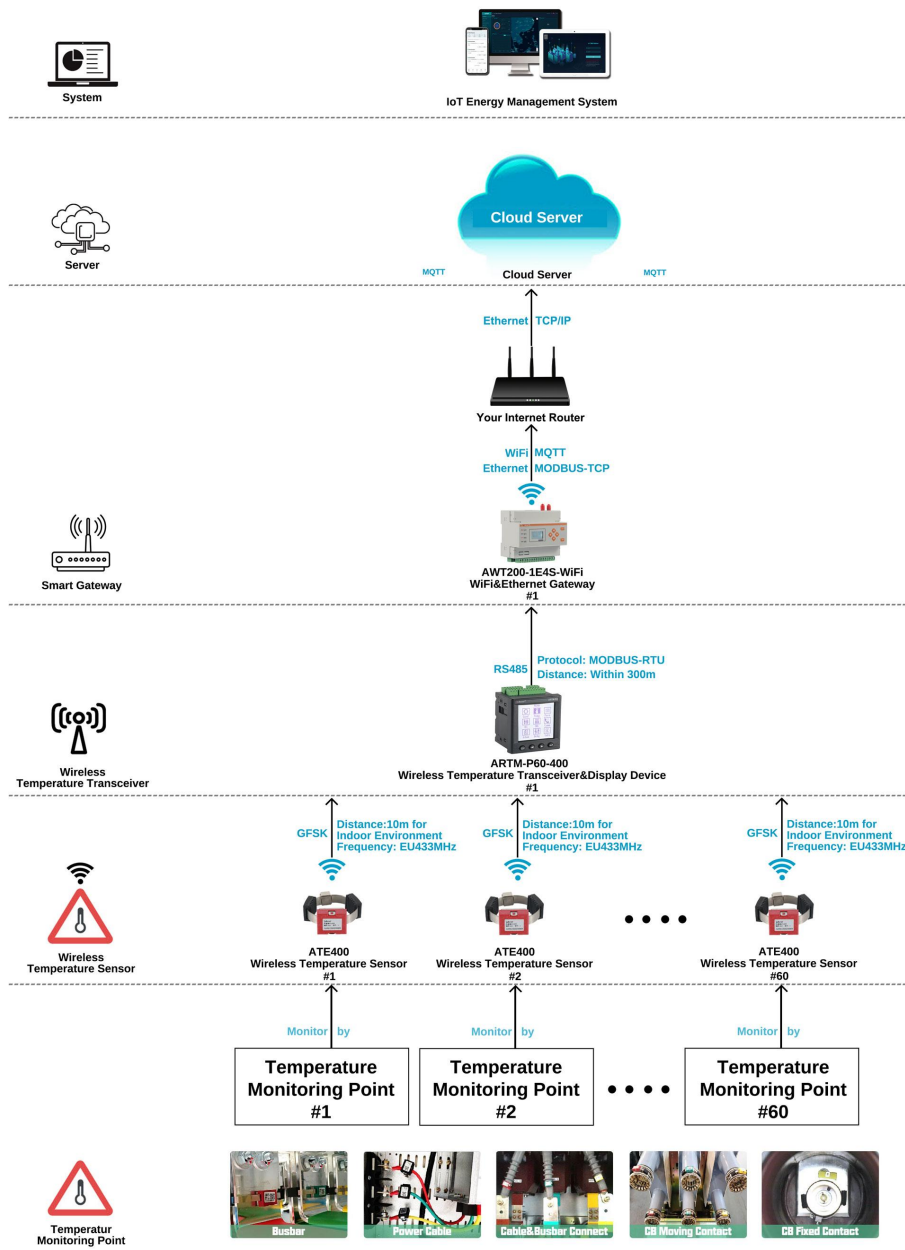 System
IoT Energy Management System
Cloud Server
Server
MQTT
Cloud Server
MQTT
Ethernet TCP/IP
Your Internet Router
WiFi MQTT
Ethernet MODBUS-TCP
Smart Gateway
AWT200-1E4S-WiFi
WiFi&Ethernet Gateway
#1
RS485
Protocol: MODBUS-RTU
Distance: Within 300m
Wireless
Temperature Transceiver
ARTM-P60-400
Wireless Temperature Transceiver&Display Device
#1
GFSK
Distance:10m for
Indoor Environment
Frequency: EU433MHz
GFSK
Distance:10m for
Indoor Environment
Frequency: EU433MHz
GFSK
Distance:10m for
Indoor Environment
Frequency: EU433MHz
Wireless
Temperature Sensor
ATE400
Wireless Temperature Sensor
#1
ATE400
Wireless Temperature Sensor
#2
ATE400
Wireless Temperature Sensor
#60
Monitor by
Monitor by
Monitor by
Temperature
Monitoring Point
#1
Temperature
Monitoring Point
#2
Temperature
Monitoring Point
#60
Temperatur
Monitoring Point
Busbar
Power Cable
Cable&Busbar Connect
CB Moving Contact
CB Fixed Contact